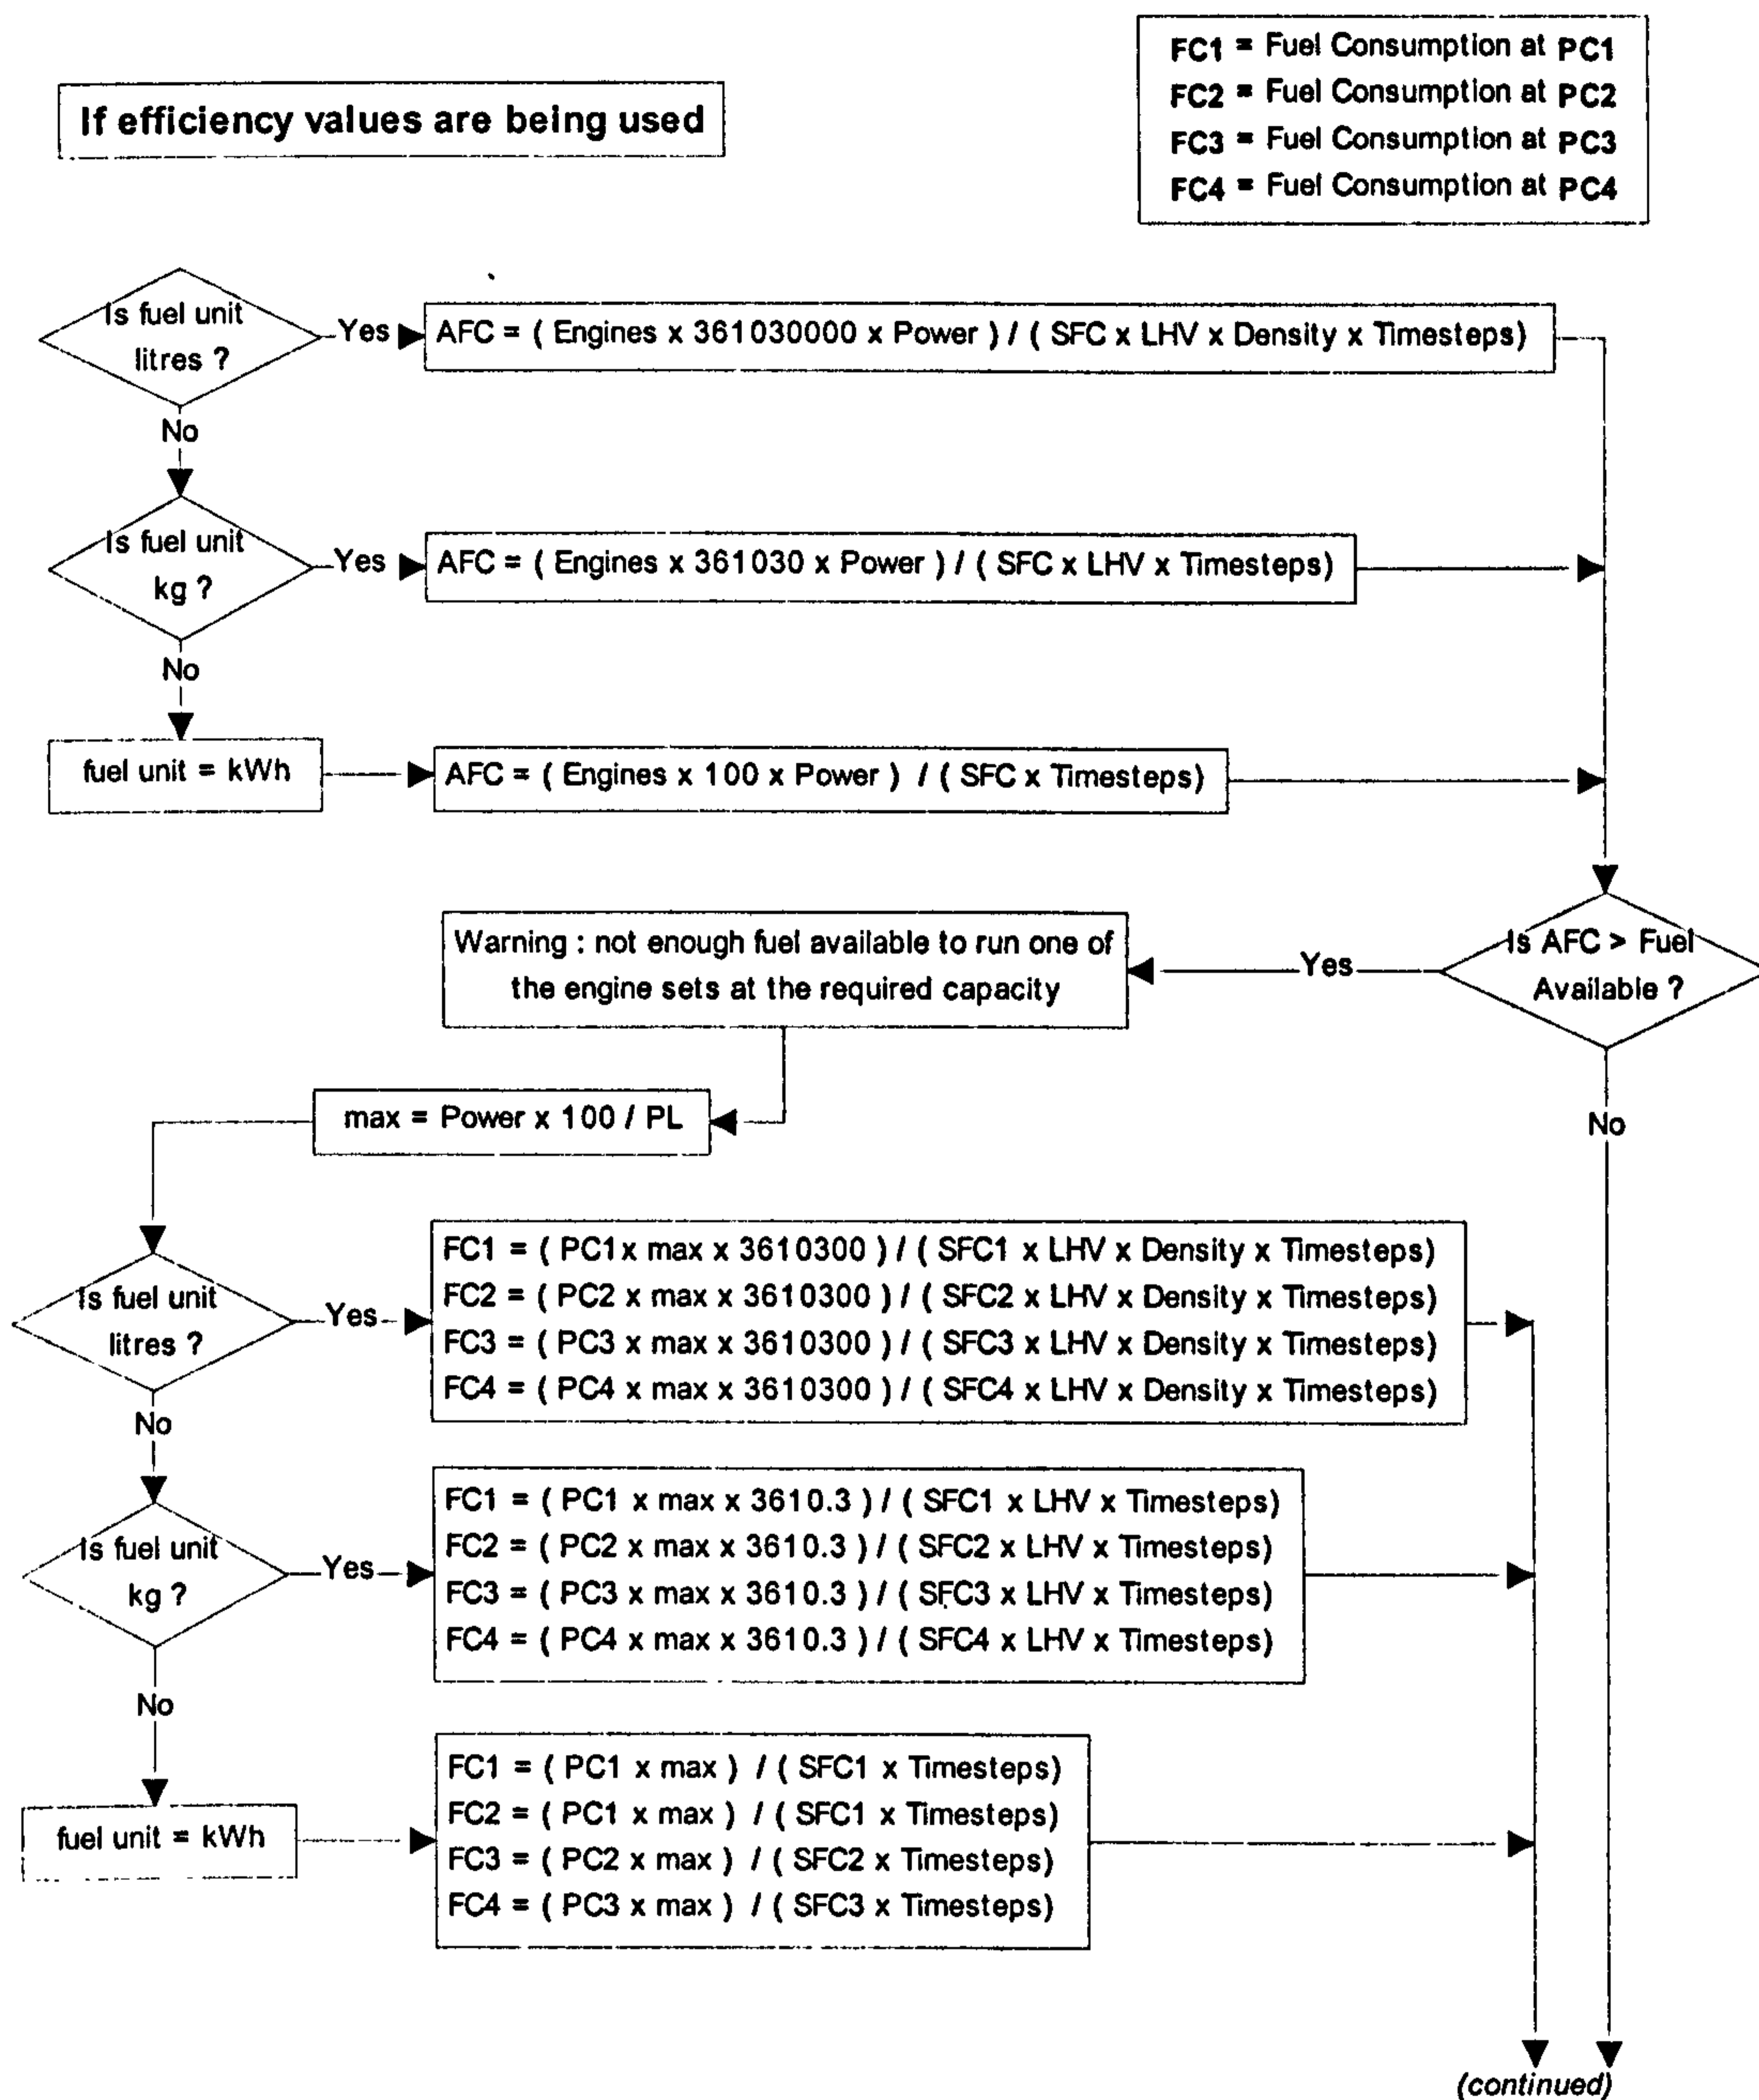 FC1 = Fuel Consumption at PC1
FC2 = Fuel Consumption at PC2
FC3 = Fuel Consumption at PC3
FC4 = Fuel Consumption at PC4
If efficiency values are being used
Is fuel unit
litres ?
Yes
AFC = ( Engines x 361030000 x Power ) / ( SFC x LHV x Density x Timesteps)
No
Is fuel unit
kg ?
Yes
AFC = ( Engines x 361030 x Power ) / ( SFC x LHV x Timesteps)
No
fuel unit = kWh
AFC = ( Engines x 100 x Power ) / ( SFC x Timesteps)
Is AFC > Fuel
Available ?
Yes
Warning : not enough fuel available to run one of
the engine sets at the required capacity
No
max = Power x 100 / PL
Is fuel unit
litres ?
Yes
FC1 = ( PC1x max x 3610300 ) / ( SFC1 x LHV x Density x Timesteps)
FC2 = ( PC2 x max x 3610300 ) / ( SFC2 x LHV x Density x Timesteps)
FC3 = ( PC3 x max x 3610300 ) / ( SFC3 x LHV x Density x Timesteps)
FC4 = ( PC4 x max x 3610300 ) / ( SFC4 x LHV x Density x Timesteps)
No
Is fuel unit
kg ?
Yes
FC1 = ( PC1 x max x 3610.3 ) / ( SFC1 x LHV x Timesteps)
FC2 = ( PC2 x max x 3610.3 ) / ( SFC2 x LHV x Timesteps)
FC3 = ( PC3 x max x 3610.3 ) / ( SFC3 x LHV x Timesteps)
FC4 = ( PC4 x max x 3610.3 ) / ( SFC4 x LHV x Timesteps)
No
fuel unit = kWh
FC1 = ( PC1 x max ) / ( SFC1 x Timesteps)
FC2 = ( PC1 x max ) / ( SFC1 x Timesteps)
FC3 = ( PC2 x max ) / ( SFC2 x Timesteps)
FC4 = ( PC3 x max ) / ( SFC3 x Timesteps)
(continued)